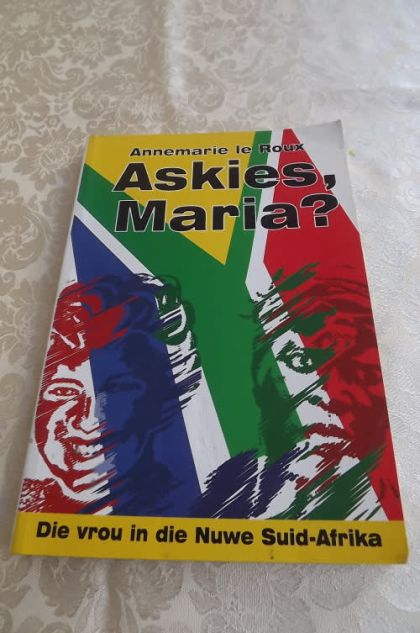 Annemarie le Roux
Askies,
Maria?
Die vrou in die Nuwe Suid-Afrika